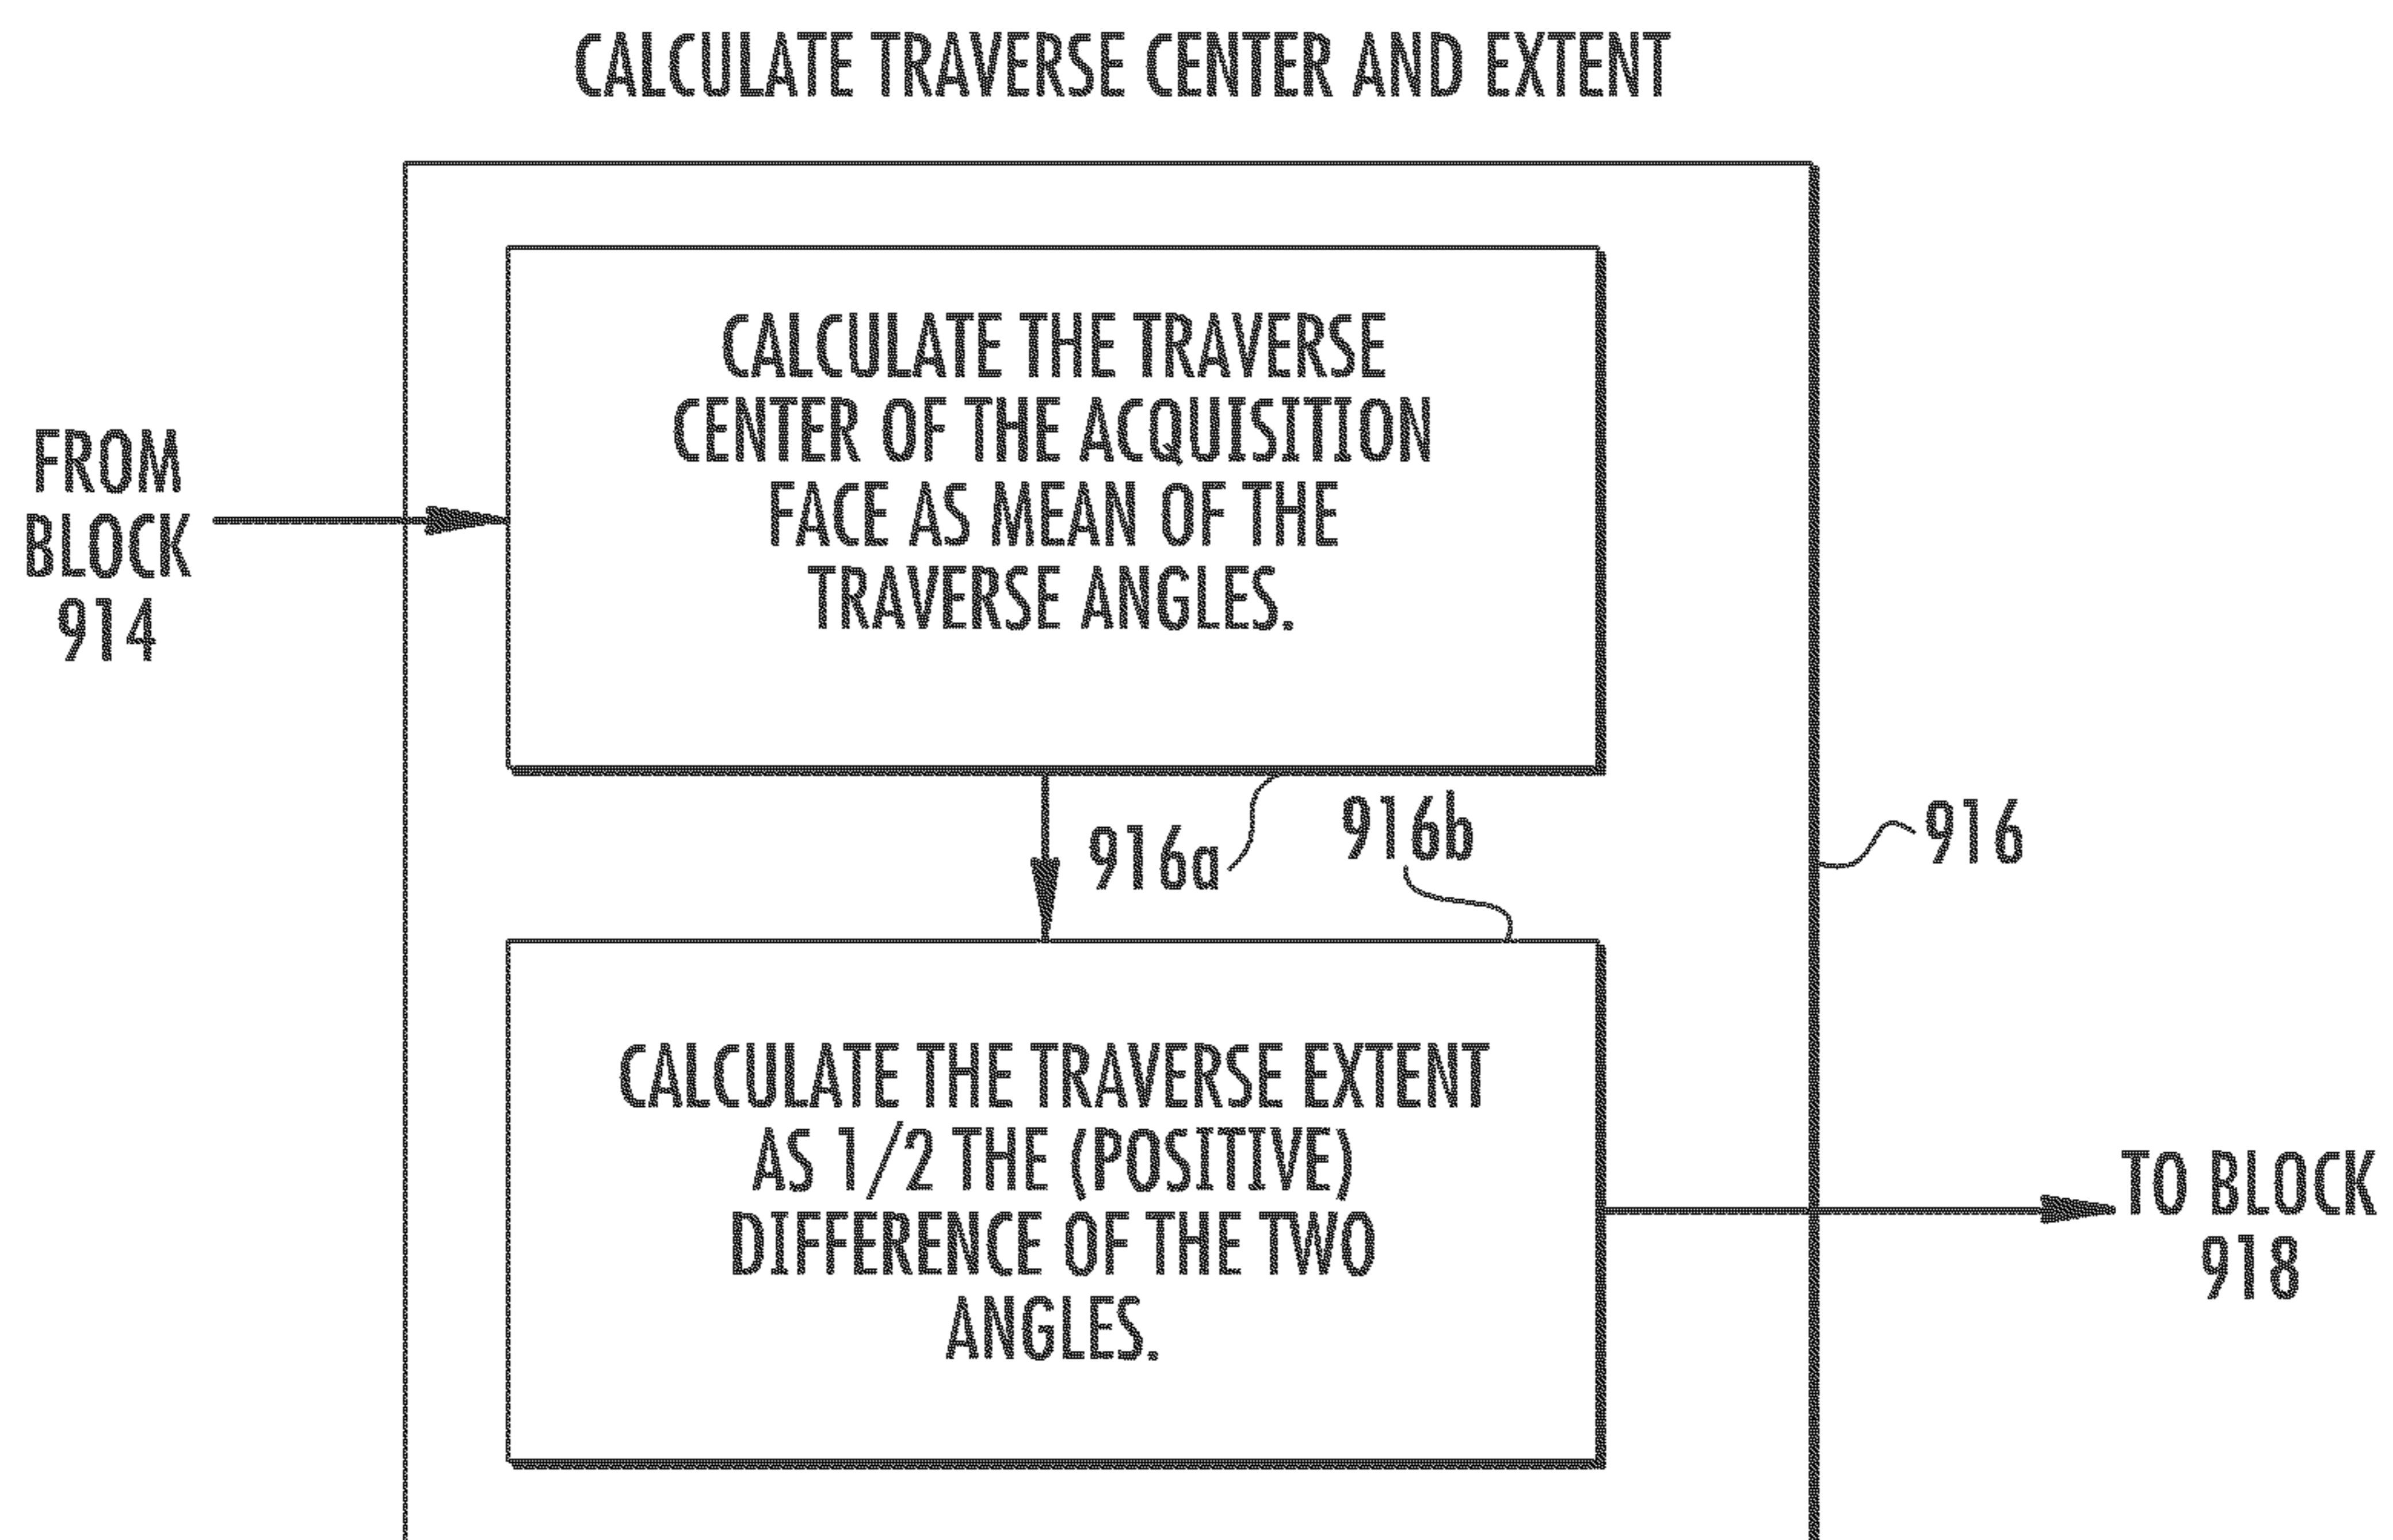 CALCULATE TRAVERSE CENTER AND EXTENT
FROM
BLOCK
914
CALCULATE THE TRAVERSE
CENTER OF THE ACQUISITION
FACE AS MEAN OF THE
TRAVERSE ANGLES.
916a
916b
916
CALCULATE THE TRAVERSE EXTENT
AS 1/2 THE (POSITIVE)
DIFFERENCE OF THE TWO
ANGLES.
TO BLOCK
918